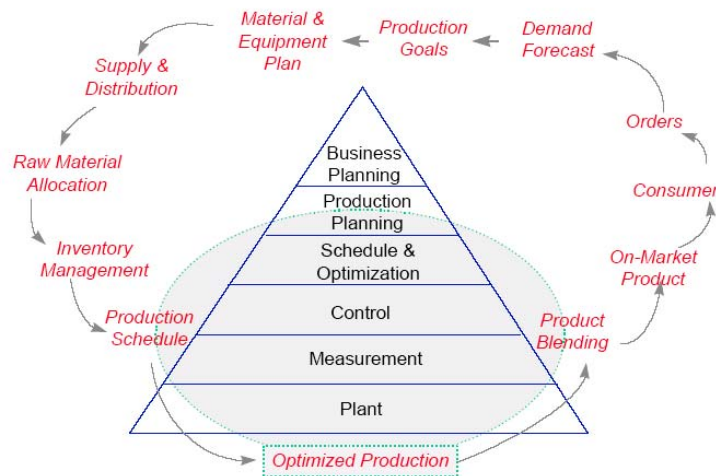 Material &
Equipment
Plan
Production
Goals
Demand
Forecast
Supply &
Distribution
Orders
Raw Material
Allocation
Consumer
Inventory
Management
On-Market
Product
Production
Schedule
Product
Blending
Optimized Production
Business
Planning
Production
Planning
Schedule &
Optimization
Control
Measurement
Plant